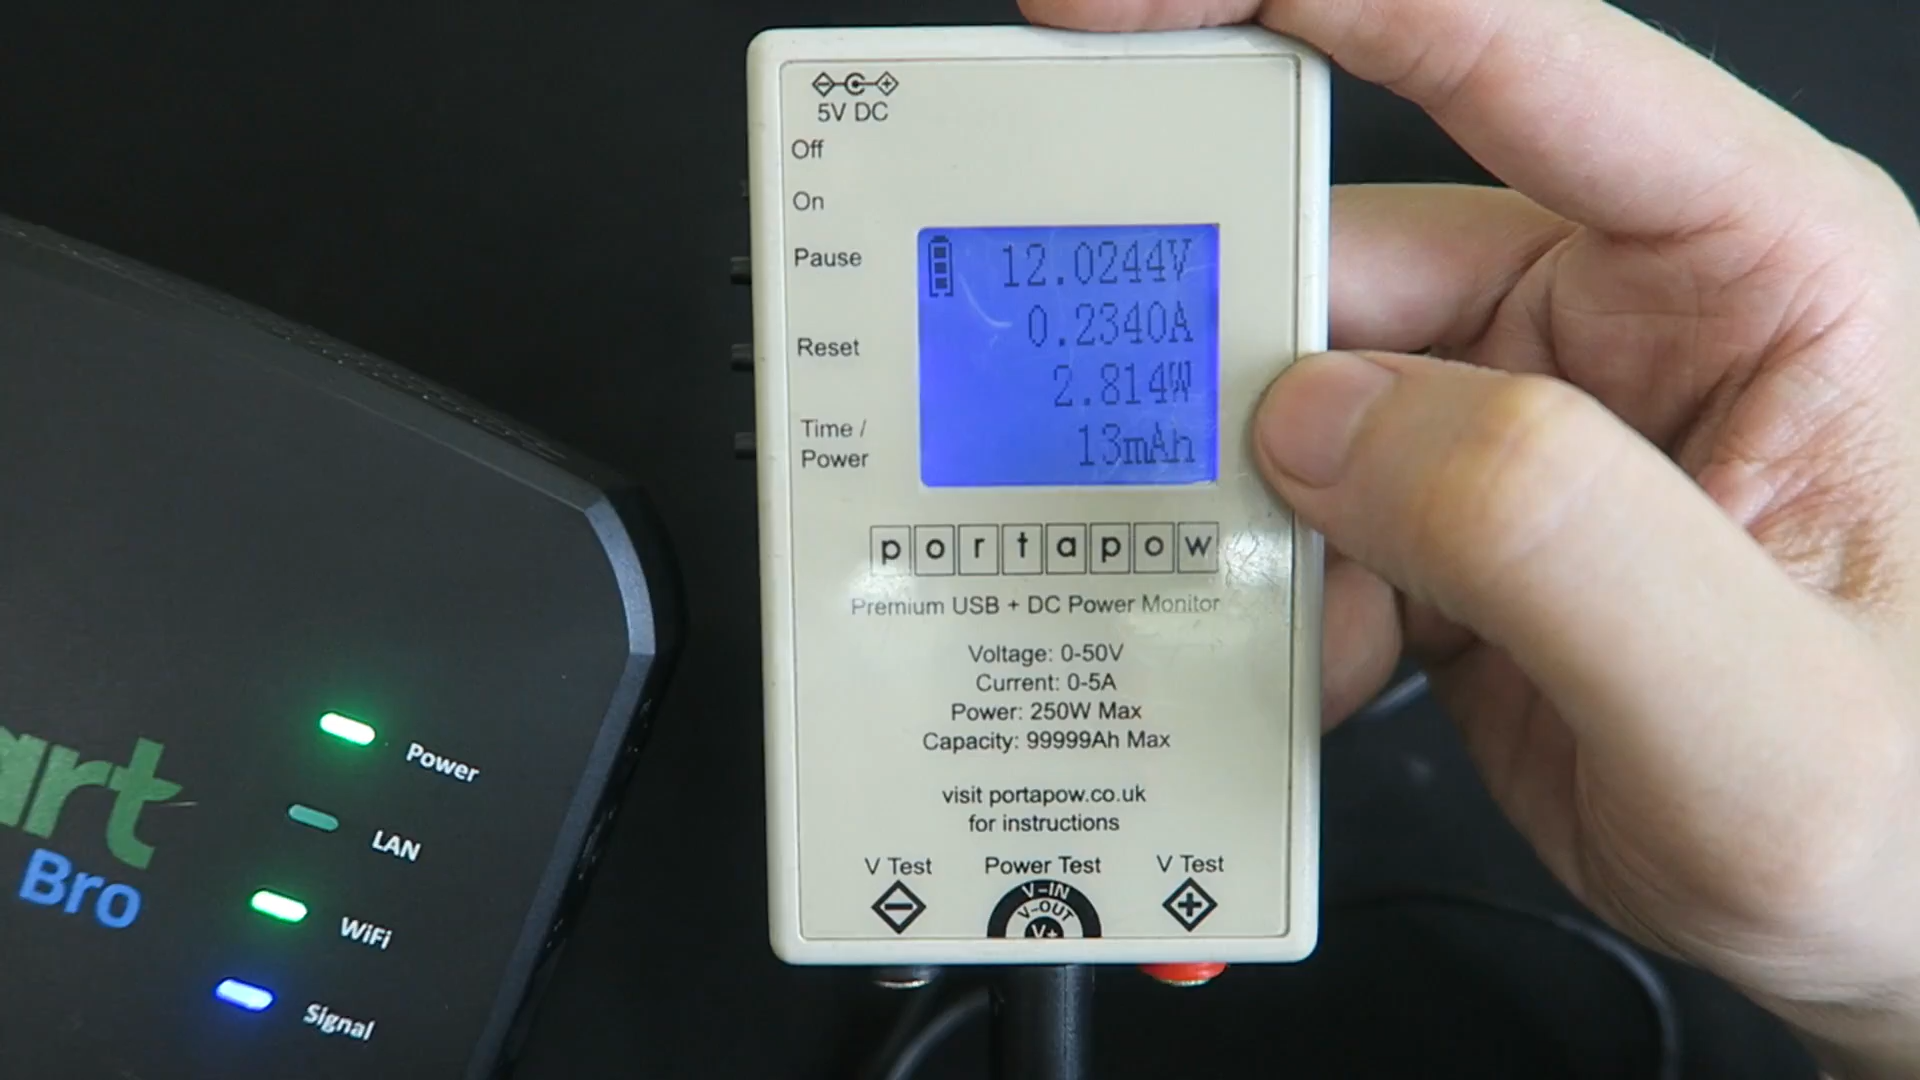 5V DC
Off
On
Pause
Reset
Time /
Power
12.0244V
0.2340A
2.814W
13mAh
portapow
Premium USB + DC Power Monitor
Voltage: 0-50V
Current: 0-5A
Power: 250W Max
Capacity: 99999Ah Max
visit portapow.co.uk
for instructions
V Test
Power Test
V Test
V-IN
V-OUT
V+
art
Bro
Power
LAN
WiFi
Signal